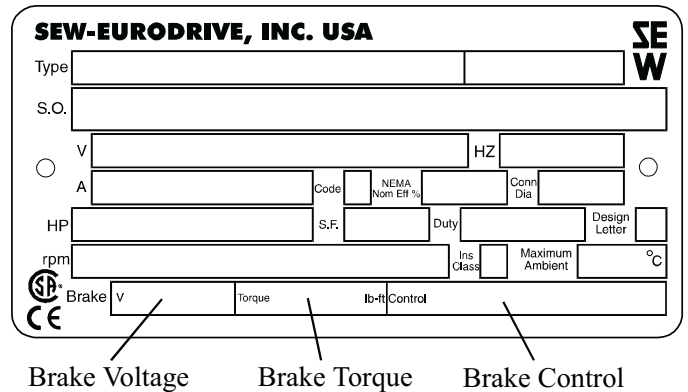 SEW-EURODRIVE, INC. USA
SEW
Type
S.O.
V HZ
A Code NEMA Nom Eff % Conn Dia
HP S.F. Duty Design Letter
rpm Ins Class Maximum Ambient °C
SA®
Brake V Torque lb-ft Control
CE
Brake Voltage Brake Torque Brake Control